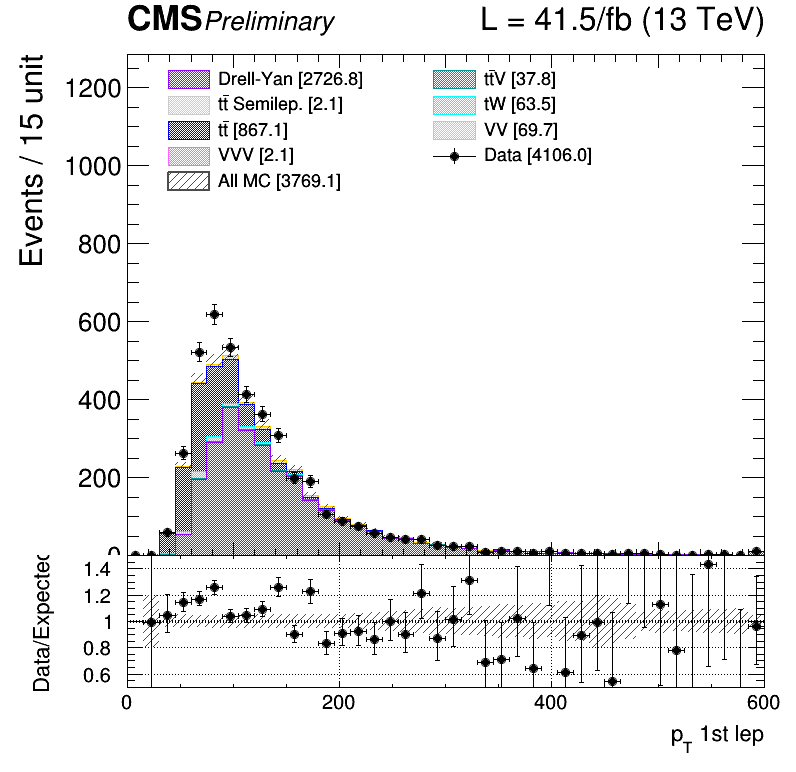 CMS Preliminary L = 41.5/fb (13 TeV)
Events / 15 unit
1200
1000
800
600
400
200
0
Drell-Yan [2726.8]
tt̄ Semilep. [2.1]
tt̄ [867.1]
VVV [2.1]
All MC [3769.1]
tt̄V [37.8]
tW [63.5]
VV [69.7]
Data [4106.0]
Data/Expected
1.4
1.2
1
0.8
0.6
0 200 400 600
p_T 1st lep